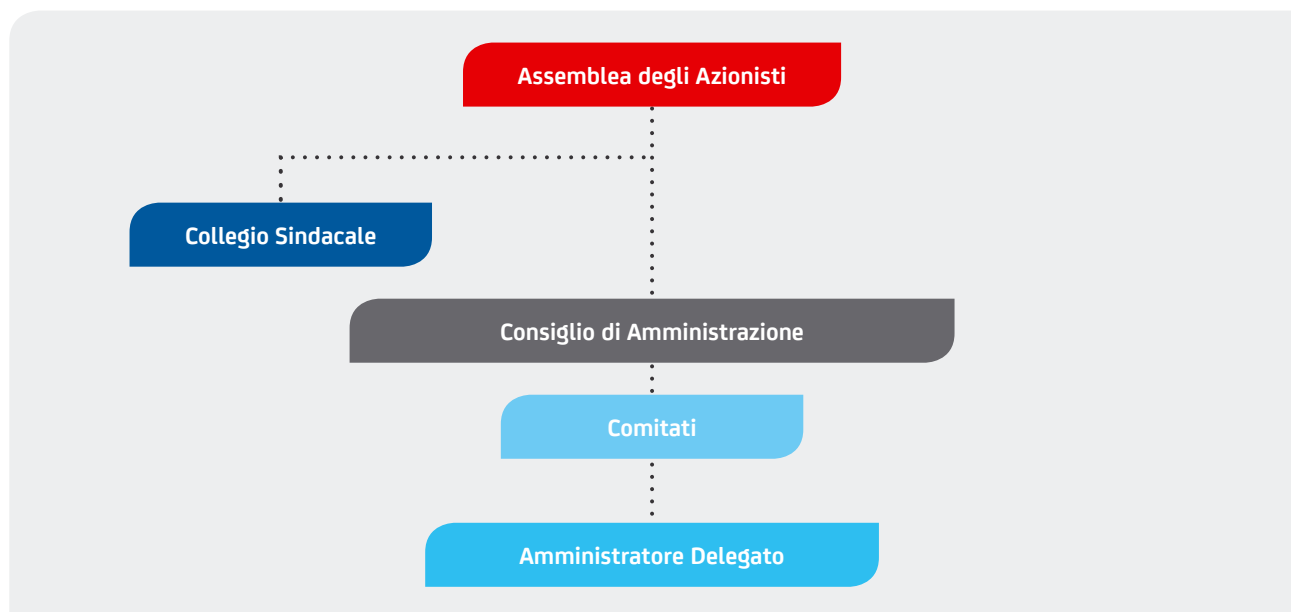 Assemblea degli Azionisti
Collegio Sindacale
Consiglio di Amministrazione
Comitati
Amministratore Delegato